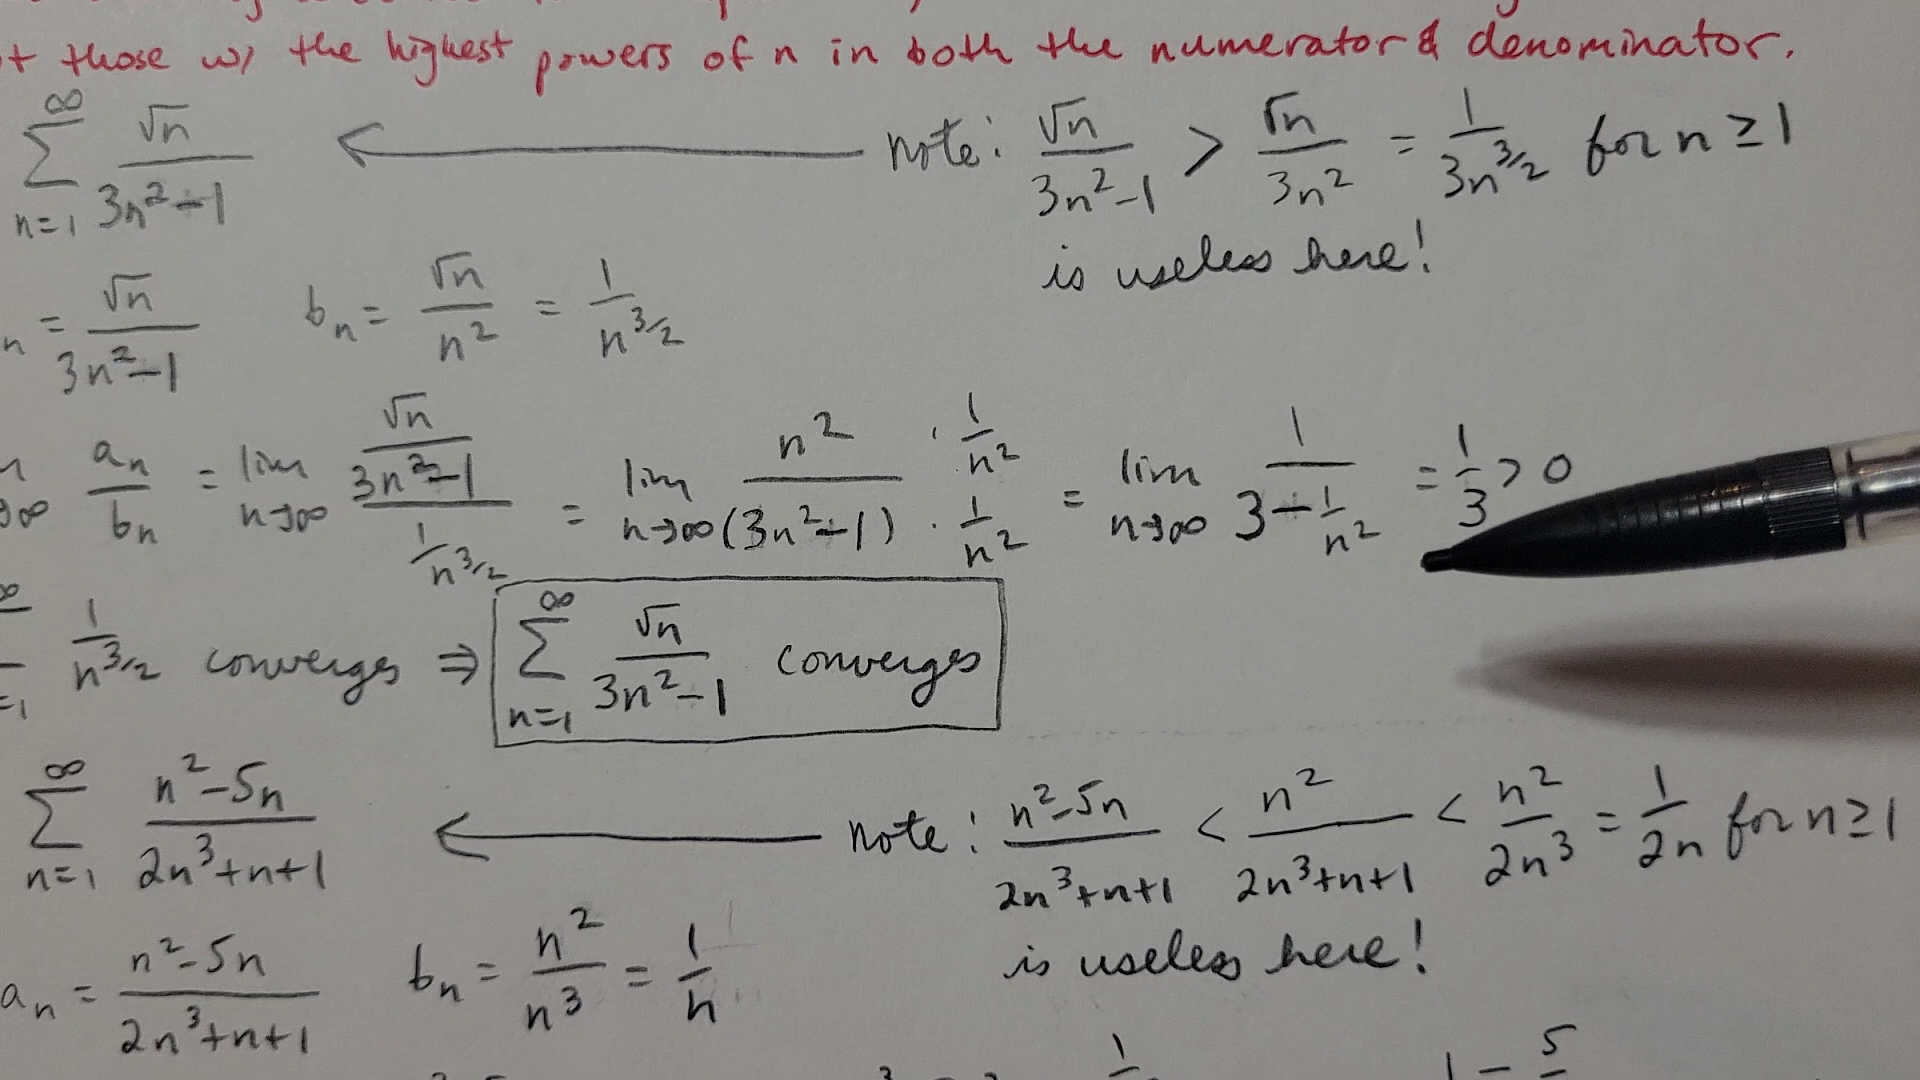 those w/ the highest powers of n in both the numerator & denominator.
∑_{n=1}^{∞} √n/(3n²-1) ← note: √n/(3n²-1) > √n/(3n²) = 1/(3n^{3/2}) for n ≥ 1
is useless here!
n = √n/(3n²-1) b_n = √n/n² = 1/n^{3/2}
a_n/b_n = lim_{n→∞} (√n/(3n²-1))/(1/n^{3/2}) = lim_{n→∞} n²/(3n²-1) · (1/n²)/(1/n²) = lim_{n→∞} 1/(3-1/n²) = 1/3 > 0
1/n^{3/2} converges ⇒ ∑_{n=1}^{∞} √n/(3n²-1) converges
∑_{n=1}^{∞} (n²-5n)/(2n³+n+1) ← note: (n²-5n)/(2n³+n+1) < n²/(2n³+n+1) < n²/(2n³) = 1/(2n) for n ≥ 1
is useless here!
a_n = (n²-5n)/(2n³+n+1) b_n = n²/n³ = 1/n